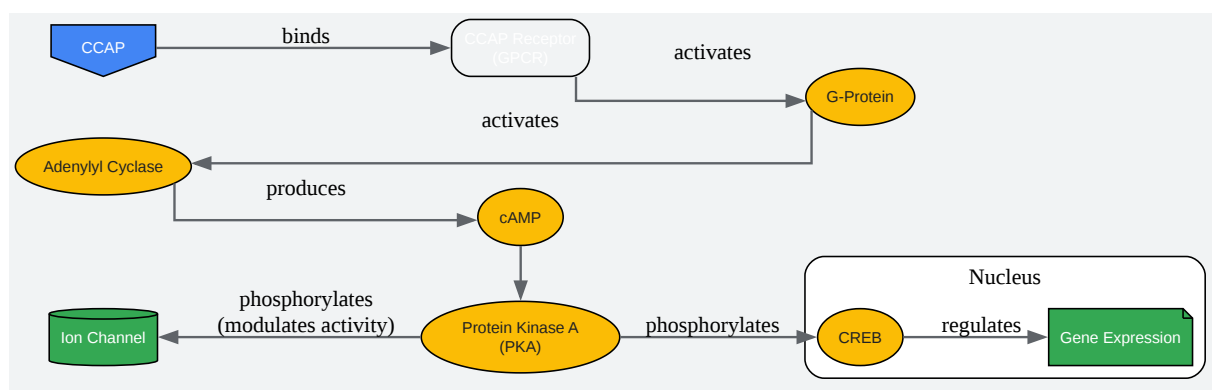 CCAP
binds
CCAP Receptor
(GPCR)
activates
G-Protein
activates
Adenylyl Cyclase
produces
cAMP
Nucleus
phosphorylates
(modulates activity)
Ion Channel
Protein Kinase A
(PKA)
phosphorylates
CREB
regulates
Gene Expression